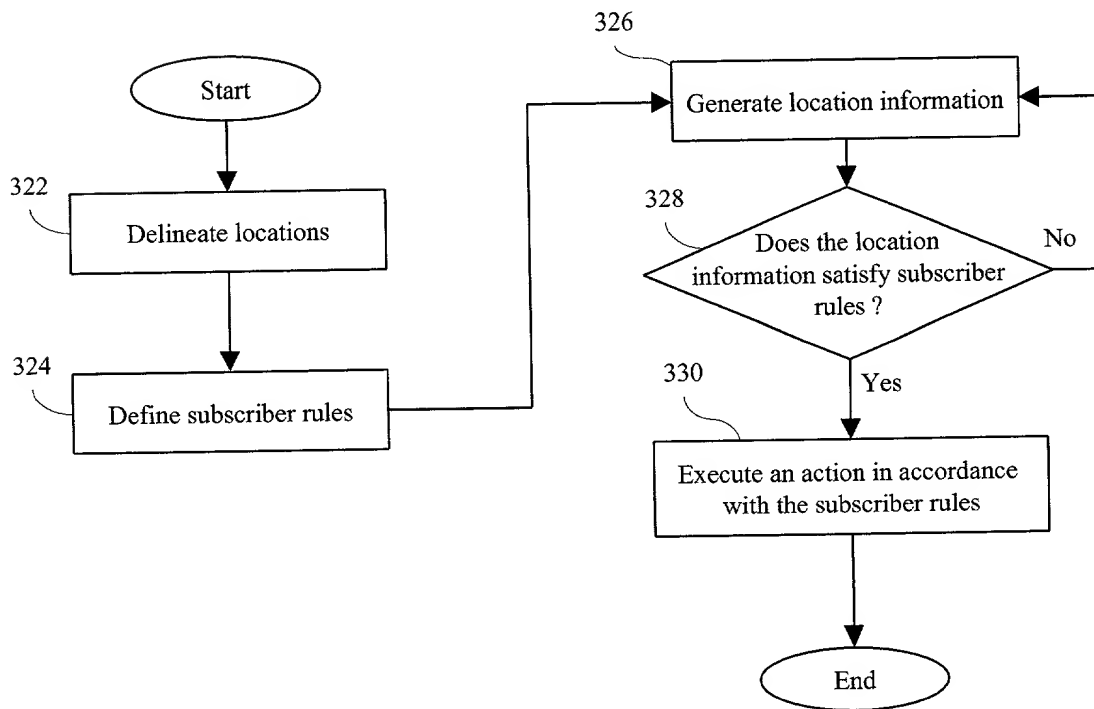 Start
322
Delineate locations
324
Define subscriber rules
326
Generate location information
328
Does the location
information satisfy subscriber
rules ?
No
Yes
330
Execute an action in accordance
with the subscriber rules
End